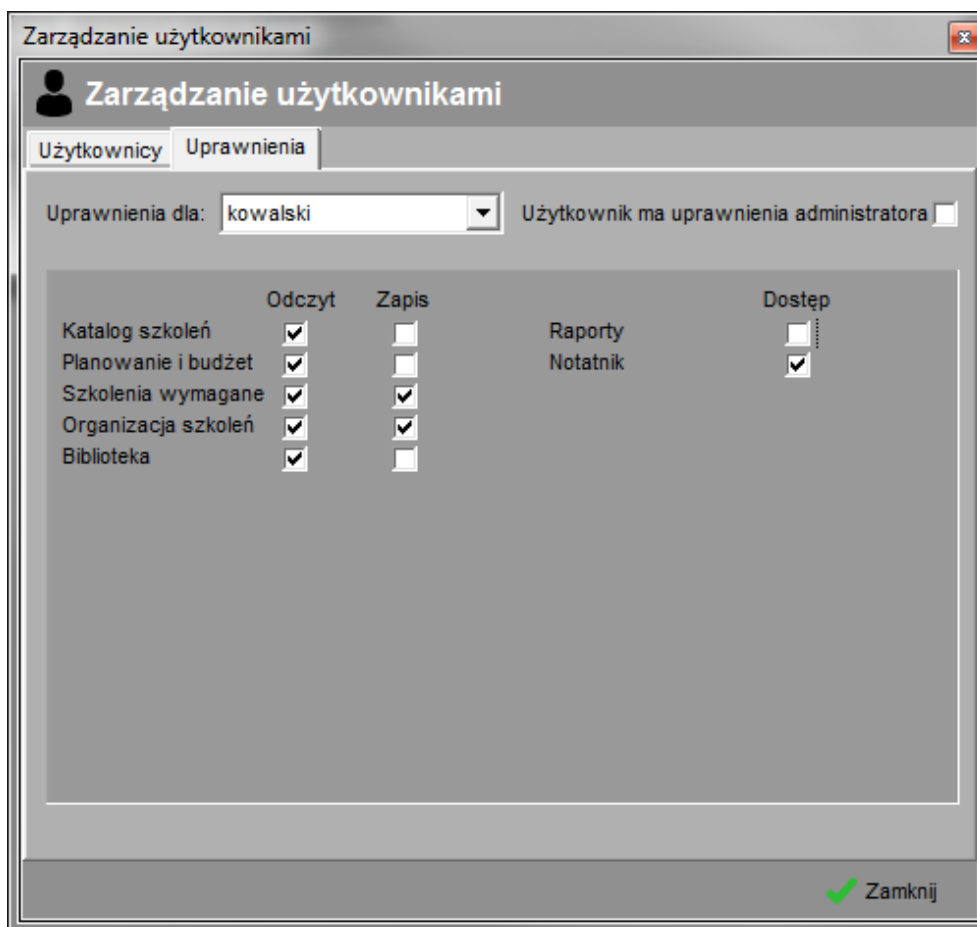 Zarządzanie użytkownikami
Zarządzanie użytkownikami
Użytkownicy Uprawnienia
Uprawnienia dla: kowalski Użytkownik ma uprawnienia administratora
Odczyt Zapis Dostęp
Katalog szkoleń Raporty
Planowanie i budżet Notatnik
Szkolenia wymagane
Organizacja szkoleń
Biblioteka
Zamknij